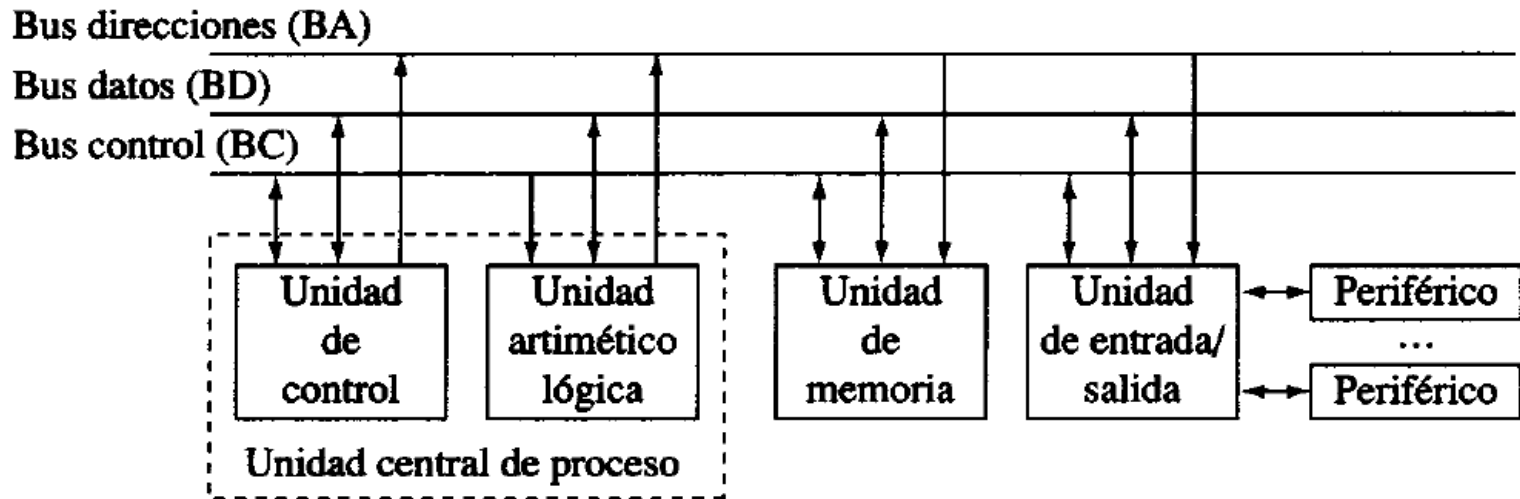 Bus direcciones (BA)
Bus datos (BD)
Bus control (BC)
Unidad
de
control
Unidad
artimético
lógica
Unidad
de
memoria
Unidad
de entrada/
salida
Periférico
...
Periférico
Unidad central de proceso